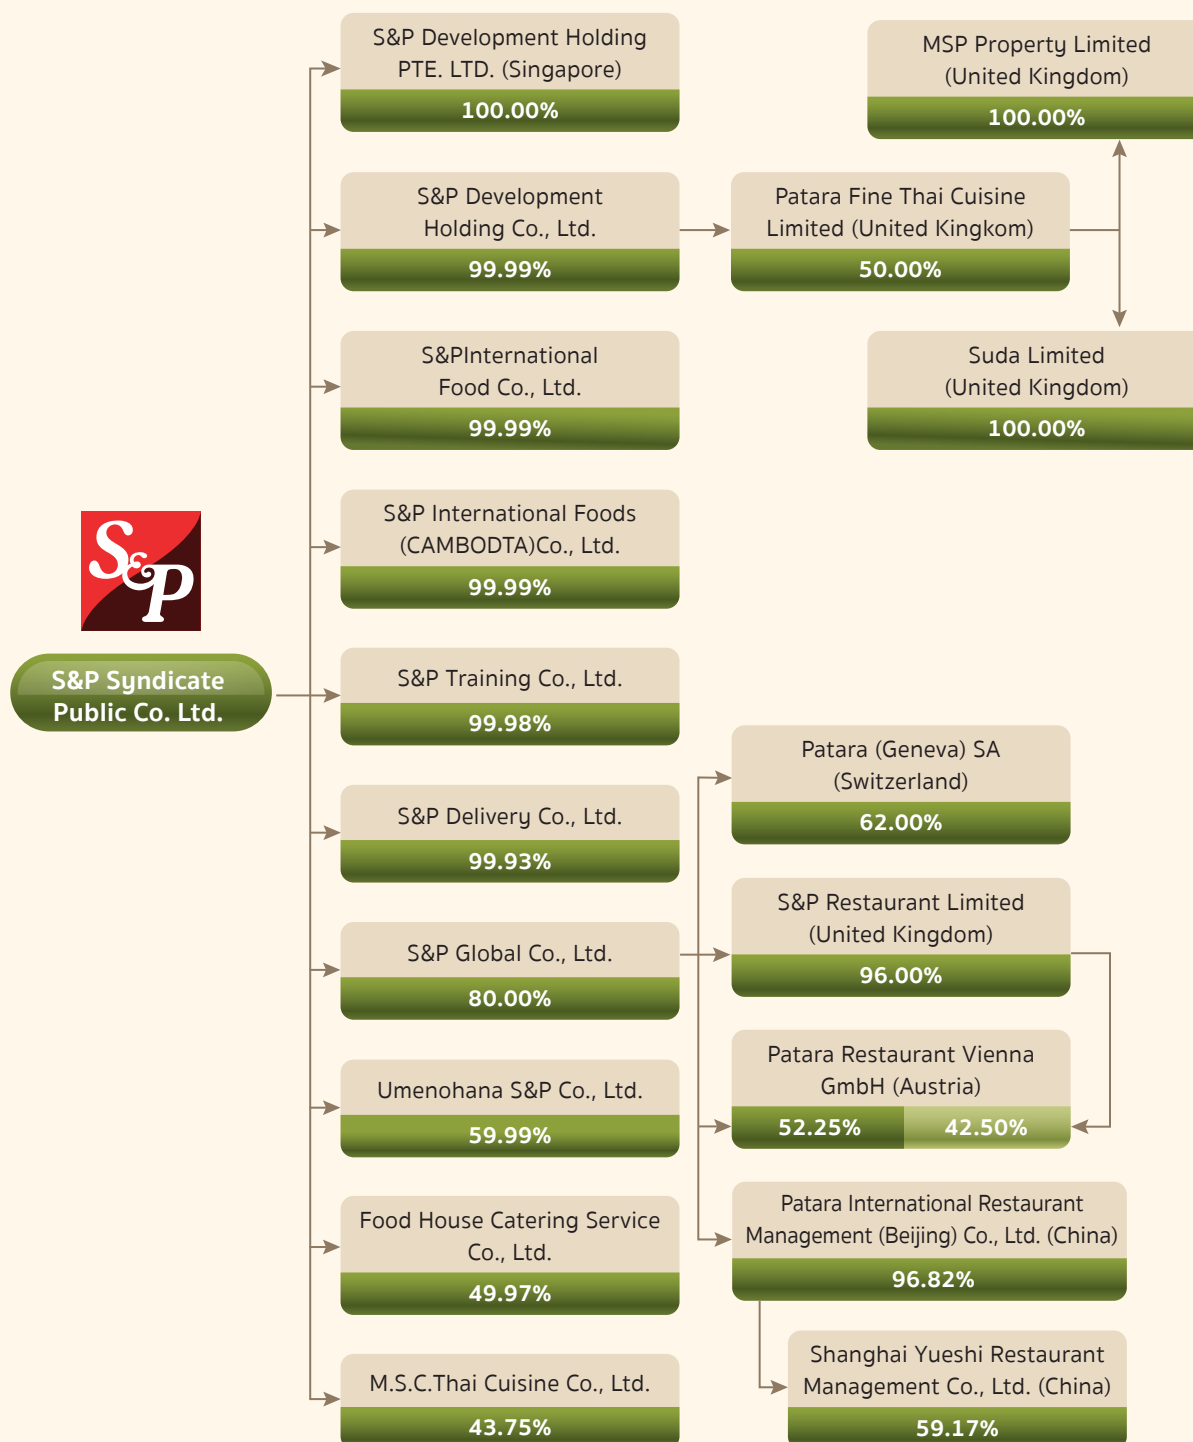 S&P Development Holding
PTE. LTD. (Singapore)
100.00%
MSP Property Limited
(United Kingdom)
100.00%
S&P Development
Holding Co., Ltd.
99.99%
Patara Fine Thai Cuisine
Limited (United Kingkom)
50.00%
S&PInternational
Food Co., Ltd.
99.99%
Suda Limited
(United Kingdom)
100.00%
S&P International Foods
(CAMBODTA)Co., Ltd.
99.99%
S&P
S&P Syndicate
Public Co. Ltd.
S&P Training Co., Ltd.
99.98%
S&P Delivery Co., Ltd.
99.93%
Patara (Geneva) SA
(Switzerland)
62.00%
S&P Global Co., Ltd.
80.00%
S&P Restaurant Limited
(United Kingdom)
96.00%
Patara Restaurant Vienna
GmbH (Austria)
52.25% 42.50%
Umenohana S&P Co., Ltd.
59.99%
Food House Catering Service
Co., Ltd.
49.97%
Patara International Restaurant
Management (Beijing) Co., Ltd. (China)
96.82%
M.S.C.Thai Cuisine Co., Ltd.
43.75%
Shanghai Yueshi Restaurant
Management Co., Ltd. (China)
59.17%